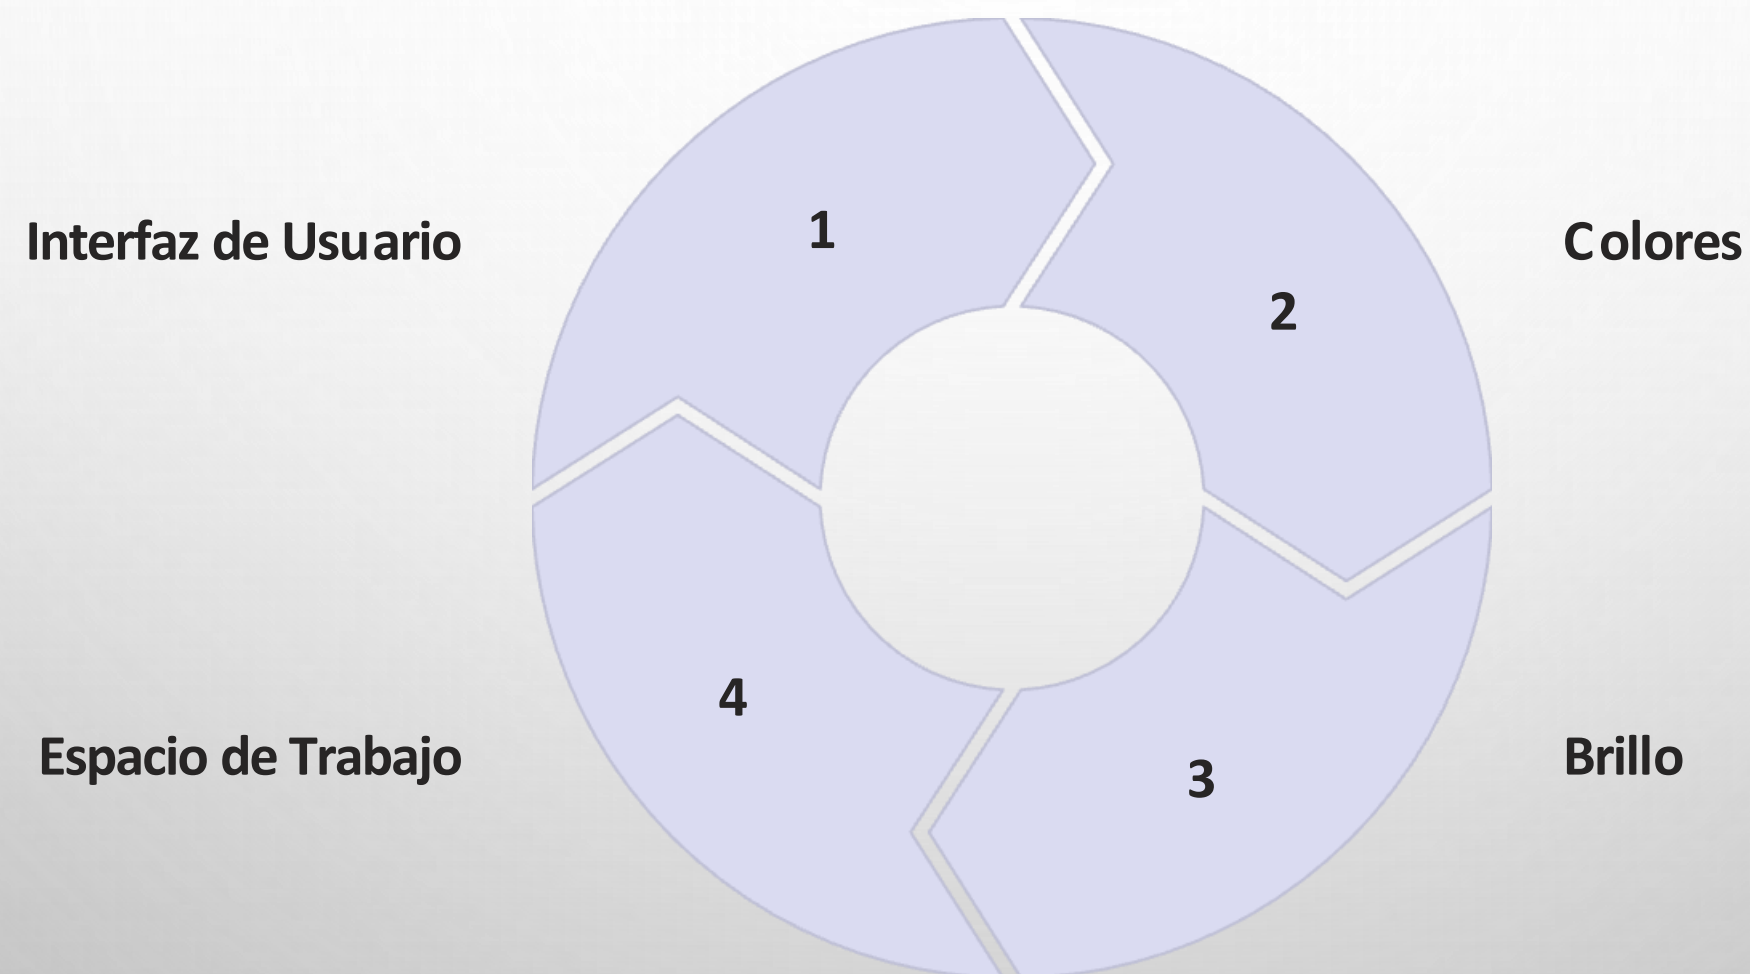 Interfaz de Usuario
1
Colores
2
Espacio de Trabajo
4
3
Brillo